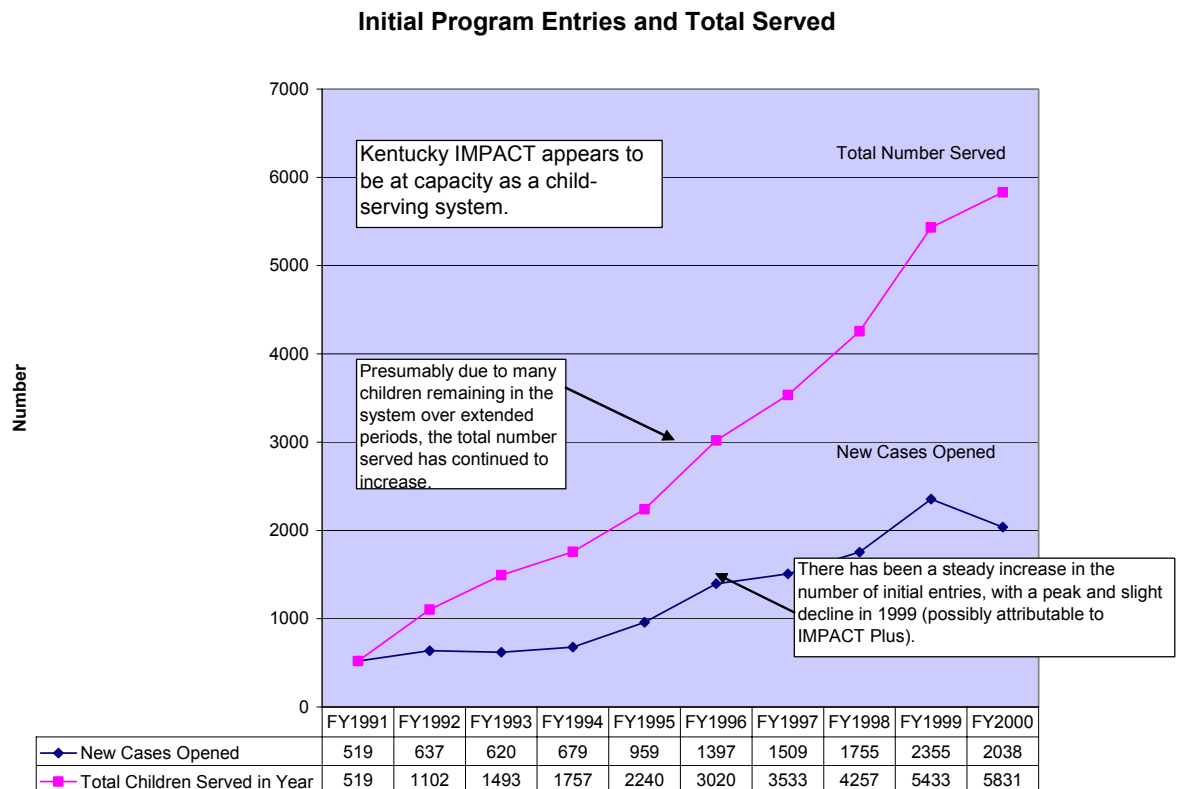 Initial Program Entries and Total Served
7000
6000
5000
4000
3000
2000
1000
0
Number
Kentucky IMPACT appears to
be at capacity as a child-
serving system.
Total Number Served
Presumably due to many
children remaining in the
system over extended
periods, the total number
served has continued to
increase.
New Cases Opened
There has been a steady increase in the
number of initial entries, with a peak and slight
decline in 1999 (possibly attributable to
IMPACT Plus).
FY1991 FY1992 FY1993 FY1994 FY1995 FY1996 FY1997 FY1998 FY1999 FY2000
New Cases Opened 519 637 620 679 959 1397 1509 1755 2355 2038
Total Children Served in Year 519 1102 1493 1757 2240 3020 3533 4257 5433 5831